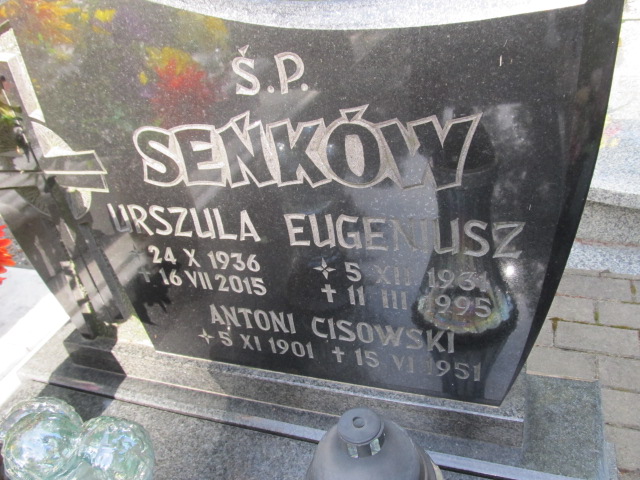 Ś.P.
SEŃKÓW
URSZULA EUGENIUSZ
24 X 1936 5 XII 1931
✝ 16 VII 2015 ✝ 11 III 1995
ANTONI CISOWSKI
5 XI 1901 ✝ 15 VI 1951